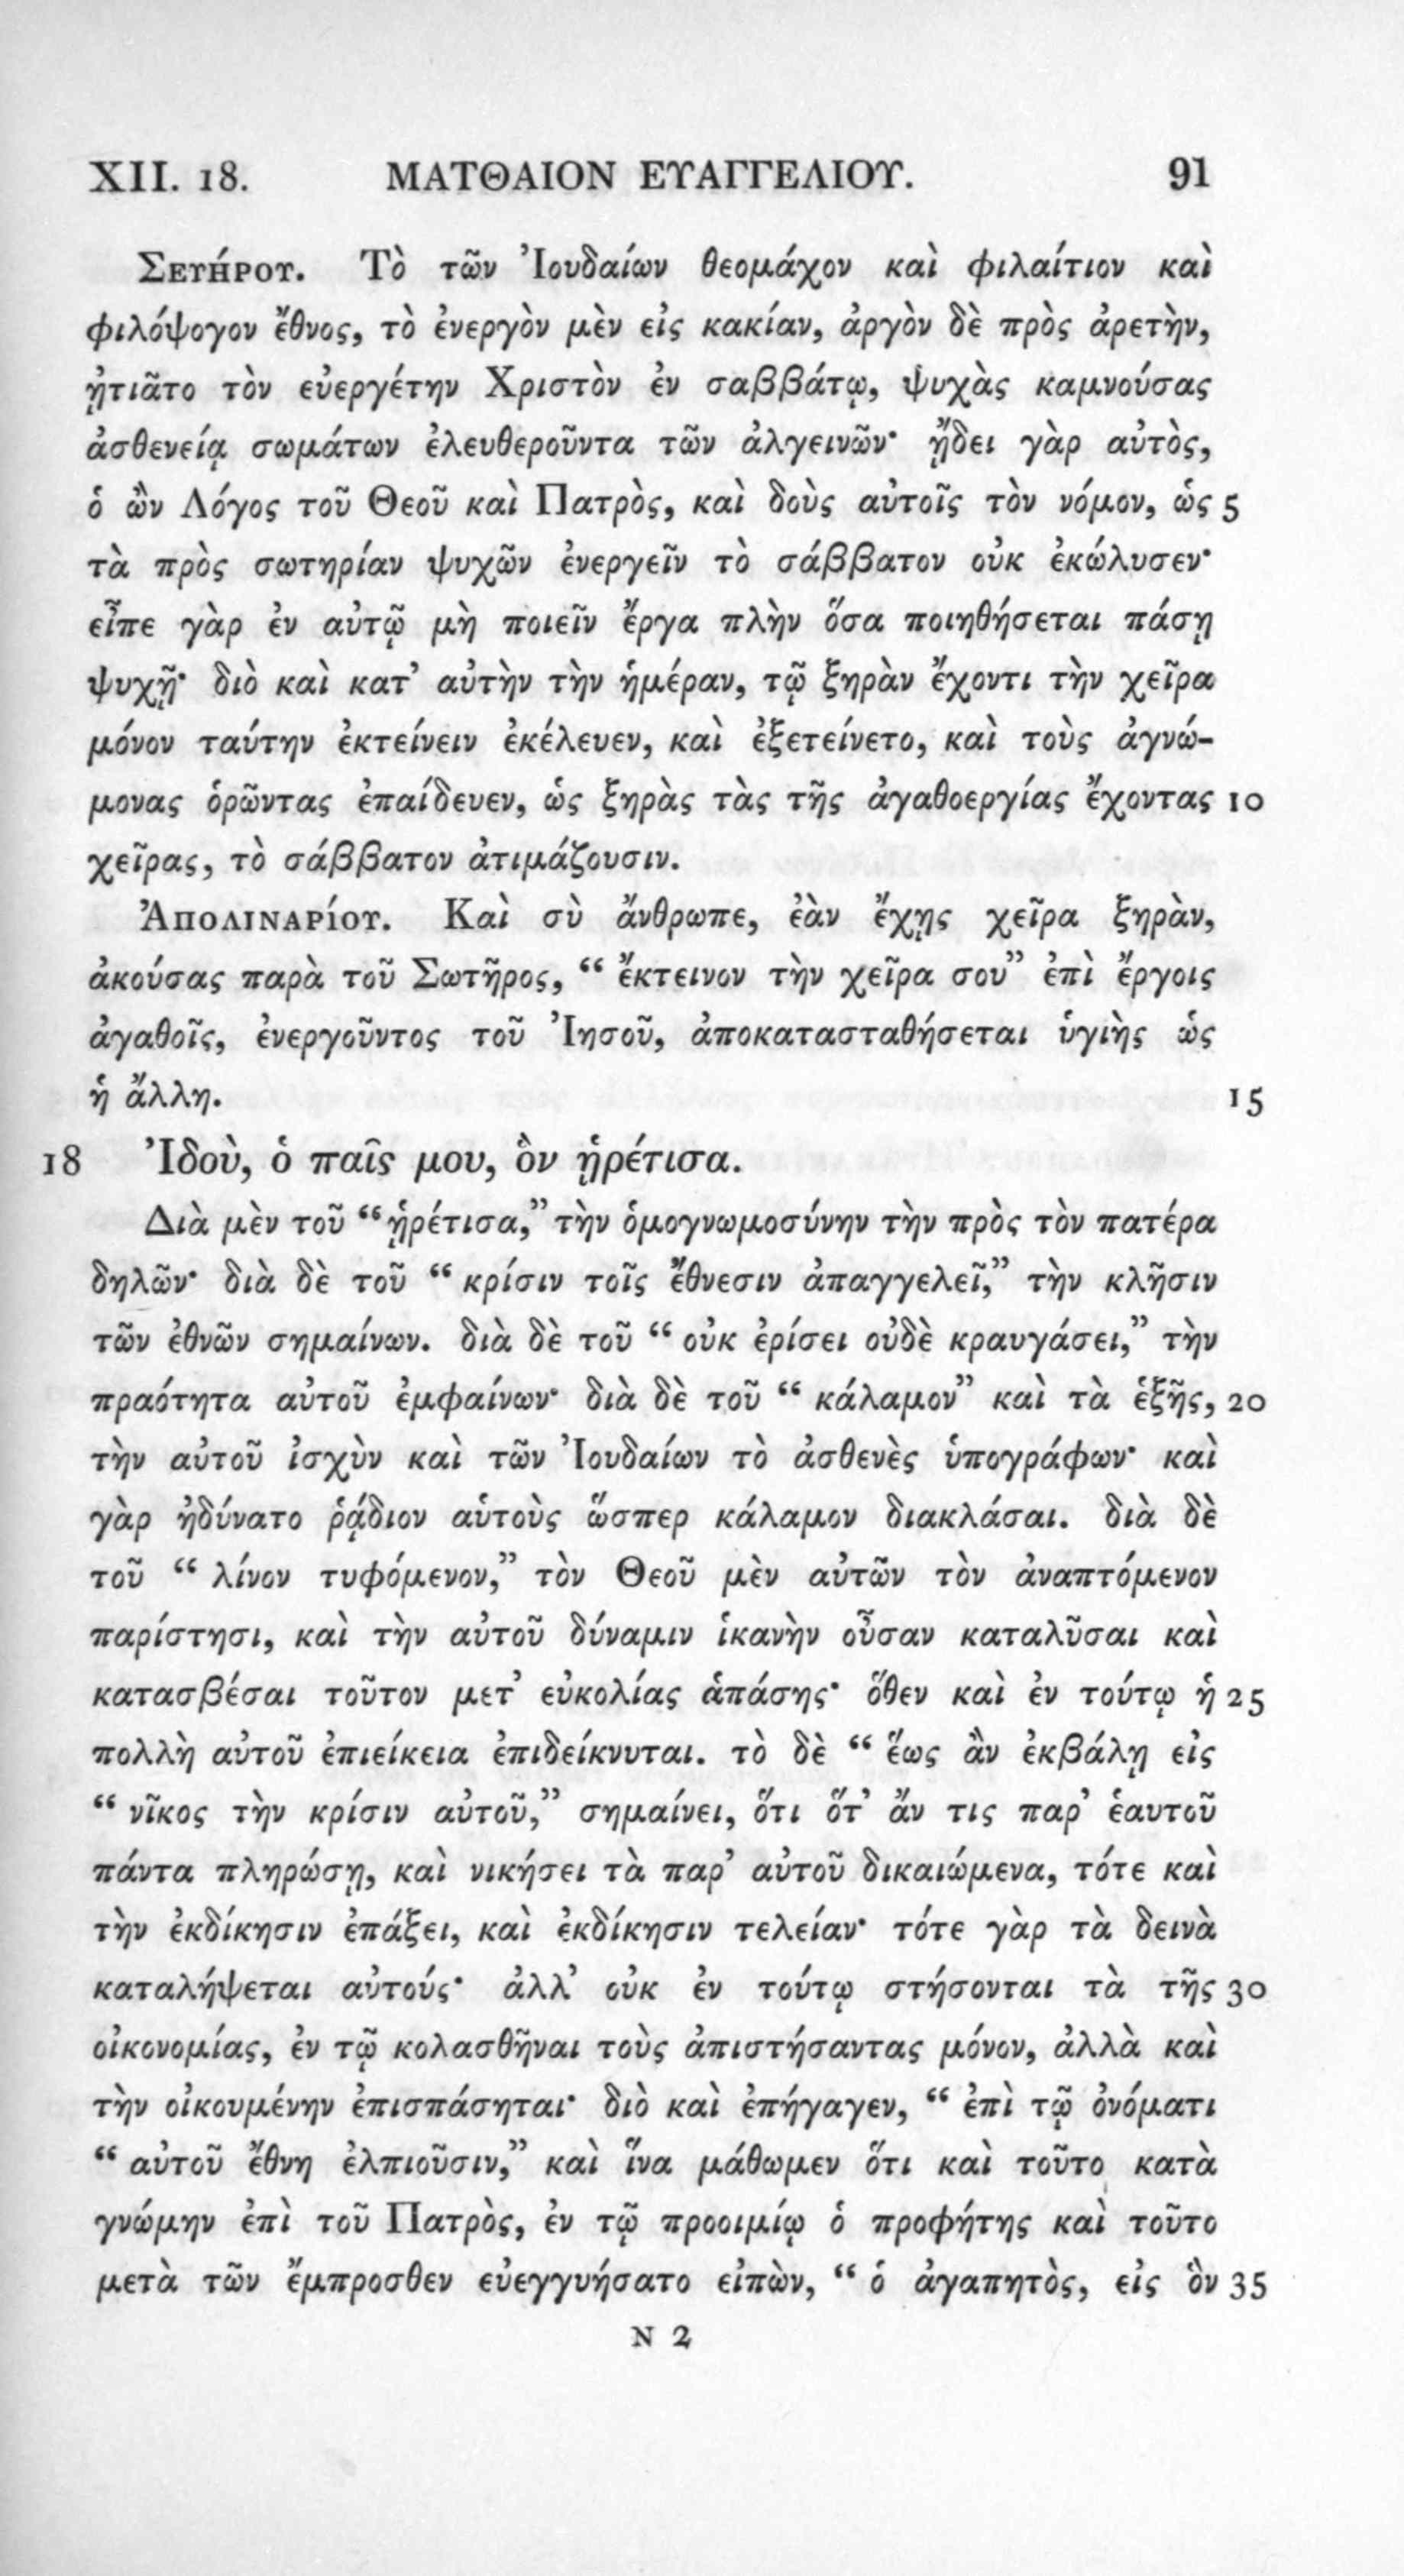 XII. 18. ΜΑΤΘΑΙΟΝ ΕΥΑΓΓΕΛΙΟΥ. 91
Σευήρου. Τὸ τῶν Ἰουδαίων θεομάχον καὶ φιλαίτιον καὶ
φιλόψογον ἔθνος, τὸ ἐνεργὸν μὲν εἰς κακίαν, ἀργὸν δὲ πρὸς ἀρετὴν,
ᾐτιᾶτο τὸν εὐεργέτην Χριστὸν ἐν σαββάτῳ, ψυχὰς καμνούσας
ἀσθενείᾳ σωμάτων ἐλευθεροῦντα τῶν ἀλγεινῶν· ᾔδει γὰρ αὐτὸς,
ὁ ὢν Λόγος τοῦ Θεοῦ καὶ Πατρὸς, καὶ δοὺς αὐτοῖς τὸν νόμον, ὡς 5
τὰ πρὸς σωτηρίαν ψυχῶν ἐνεργεῖν τὸ σάββατον οὐκ ἐκώλυσεν·
εἶπε γὰρ ἐν αὐτῷ μὴ ποιεῖν ἔργα πλὴν ὅσα ποιηθήσεται πάσῃ
ψυχῇ· διὸ καὶ κατ’ αὐτὴν τὴν ἡμέραν, τῷ ξηρὰν ἔχοντι τὴν χεῖρα
μόνον ταύτην ἐκτείνειν ἐκέλευεν, καὶ ἐξετείνετο, καὶ τοὺς ἀγνώ-
μονας ὁρῶντας ἐπαίδευεν, ὡς ξηρὰς τὰς τῆς ἀγαθοεργίας ἔχοντας 10
χεῖρας, τὸ σάββατον ἀτιμάζουσιν.
Ἀπολιναρίου. Καὶ σὺ ἄνθρωπε, ἐὰν ἔχῃς χεῖρα ξηρὰν,
ἀκούσας παρὰ τοῦ Σωτῆρος, “ ἔκτεινον τὴν χεῖρα σου” ἐπὶ ἔργοις
ἀγαθοῖς, ἐνεργοῦντος τοῦ Ἰησοῦ, ἀποκατασταθήσεται ὑγιὴς ὡς
ἡ ἄλλη. 15
18 Ἰδοὺ, ὁ παῖς μου, ὃν ᾑρέτισα.
Διὰ μὲν τοῦ “ᾑρέτισα,” τὴν ὁμογνωμοσύνην τὴν πρὸς τὸν πατέρα
δηλῶν· διὰ δὲ τοῦ “ κρίσιν τοῖς ἔθνεσιν ἀπαγγελεῖ,” τὴν κλῆσιν
τῶν ἐθνῶν σημαίνων. διὰ δὲ τοῦ “ οὐκ ἐρίσει οὐδὲ κραυγάσει,” τὴν
πραότητα αὐτοῦ ἐμφαίνων· διὰ δὲ τοῦ “ κάλαμον” καὶ τὰ ἑξῆς, 20
τὴν αὐτοῦ ἰσχὺν καὶ τῶν Ἰουδαίων τὸ ἀσθενὲς ὑπογράφων· καὶ
γὰρ ἠδύνατο ῥᾴδιον αὐτοὺς ὥσπερ κάλαμον διακλάσαι. διὰ δὲ
τοῦ “ λίνον τυφόμενον,” τὸν Θεοῦ μὲν αὐτῶν τὸν ἀναπτόμενον
παρίστησι, καὶ τὴν αὐτοῦ δύναμιν ἱκανὴν οὖσαν καταλῦσαι καὶ
κατασβέσαι τοῦτον μετ’ εὐκολίας ἁπάσης· ὅθεν καὶ ἐν τούτῳ ἡ 25
πολλὴ αὐτοῦ ἐπιείκεια ἐπιδείκνυται. τὸ δὲ “ ἕως ἂν ἐκβάλῃ εἰς
“ νῖκος τὴν κρίσιν αὐτοῦ,” σημαίνει, ὅτι ὅτ’ ἄν τις παρ’ ἑαυτοῦ
πάντα πληρώσῃ, καὶ νικήσει τὰ παρ’ αὐτοῦ δικαιώμενα, τότε καὶ
τὴν ἐκδίκησιν ἐπάξει, καὶ ἐκδίκησιν τελείαν· τότε γὰρ τὰ δεινὰ
καταλήψεται αὐτούς· ἀλλ’ οὐκ ἐν τούτῳ στήσονται τὰ τῆς 30
οἰκονομίας, ἐν τῷ κολασθῆναι τοὺς ἀπιστήσαντας μόνον, ἀλλὰ καὶ
τὴν οἰκουμένην ἐπισπάσηται· διὸ καὶ ἐπήγαγεν, “ ἐπὶ τῷ ὀνόματι
“ αὐτοῦ ἔθνη ἐλπιοῦσιν,” καὶ ἵνα μάθωμεν ὅτι καὶ τοῦτο κατὰ
γνώμην ἐπὶ τοῦ Πατρὸς, ἐν τῷ προοιμίῳ ὁ προφήτης καὶ τοῦτο
μετὰ τῶν ἔμπροσθεν εὐεγγυήσατο εἰπὼν, “ ὁ ἀγαπητὸς, εἰς ὃν 35
N 2